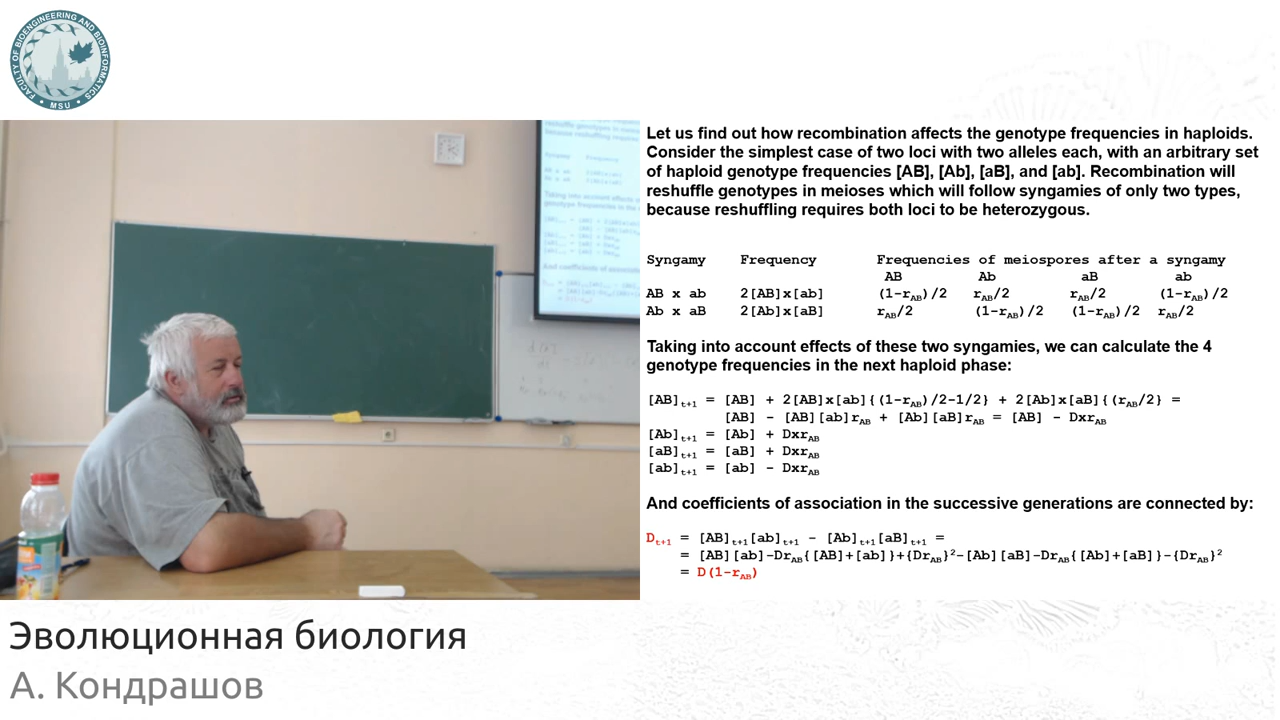 FACULTY OF BIOENGINEERING AND BIOINFORMATICS
• MSU •
Let us find out how recombination affects the genotype frequencies in haploids.
Consider the simplest case of two loci with two alleles each, with an arbitrary set
of haploid genotype frequencies [AB], [Ab], [aB], and [ab]. Recombination will
reshuffle genotypes in meioses which will follow syngamies of only two types,
because reshuffling requires both loci to be heterozygous.
Syngamy Frequency Frequencies of meiospores after a syngamy
AB Ab aB ab
AB x ab 2[AB]x[ab] (1-rAB)/2 rAB/2 rAB/2 (1-rAB)/2
Ab x aB 2[Ab]x[aB] rAB/2 (1-rAB)/2 (1-rAB)/2 rAB/2
Taking into account effects of these two syngamies, we can calculate the 4
genotype frequencies in the next haploid phase:
[AB]t+1 = [AB] + 2[AB]x[ab]{(1-rAB)/2-1/2} + 2[Ab]x[aB]{(rAB/2} =
[AB] - [AB][ab]rAB + [Ab][aB]rAB = [AB] - DxrAB
[Ab]t+1 = [Ab] + DxrAB
[aB]t+1 = [aB] + DxrAB
[ab]t+1 = [ab] - DxrAB
And coefficients of association in the successive generations are connected by:
Dt+1 = [AB]t+1[ab]t+1 - [Ab]t+1[aB]t+1 =
= [AB][ab]-DrAB{[AB]+[ab]}+{DrAB}²-[Ab][aB]-DrAB{[Ab]+[aB]}-{DrAB}²
= D(1-rAB)
Эволюционная биология
А. Кондрашов